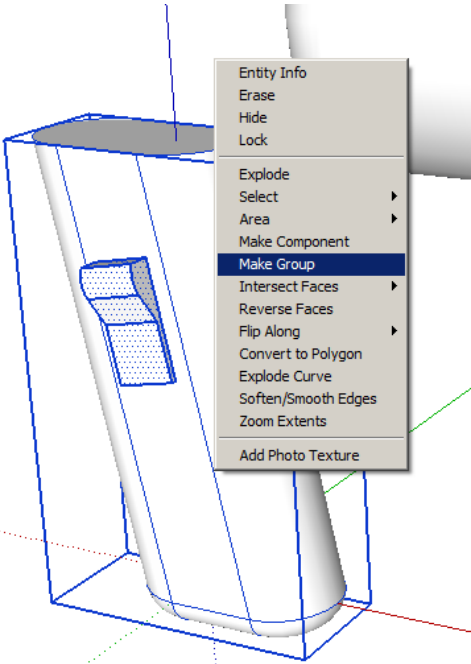 Entity Info
Erase
Hide
Lock
Explode
Select
Area
Make Component
Make Group
Intersect Faces
Reverse Faces
Flip Along
Convert to Polygon
Explode Curve
Soften/Smooth Edges
Zoom Extents
Add Photo Texture